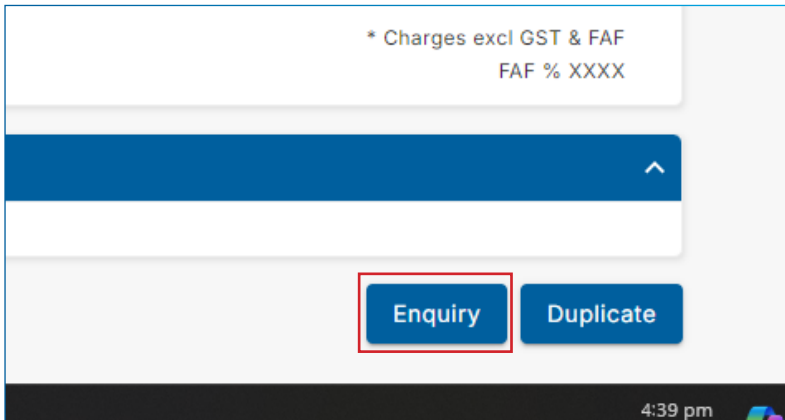 * Charges excl GST & FAF
FAF % XXXX
Enquiry
Duplicate
4:39 pm